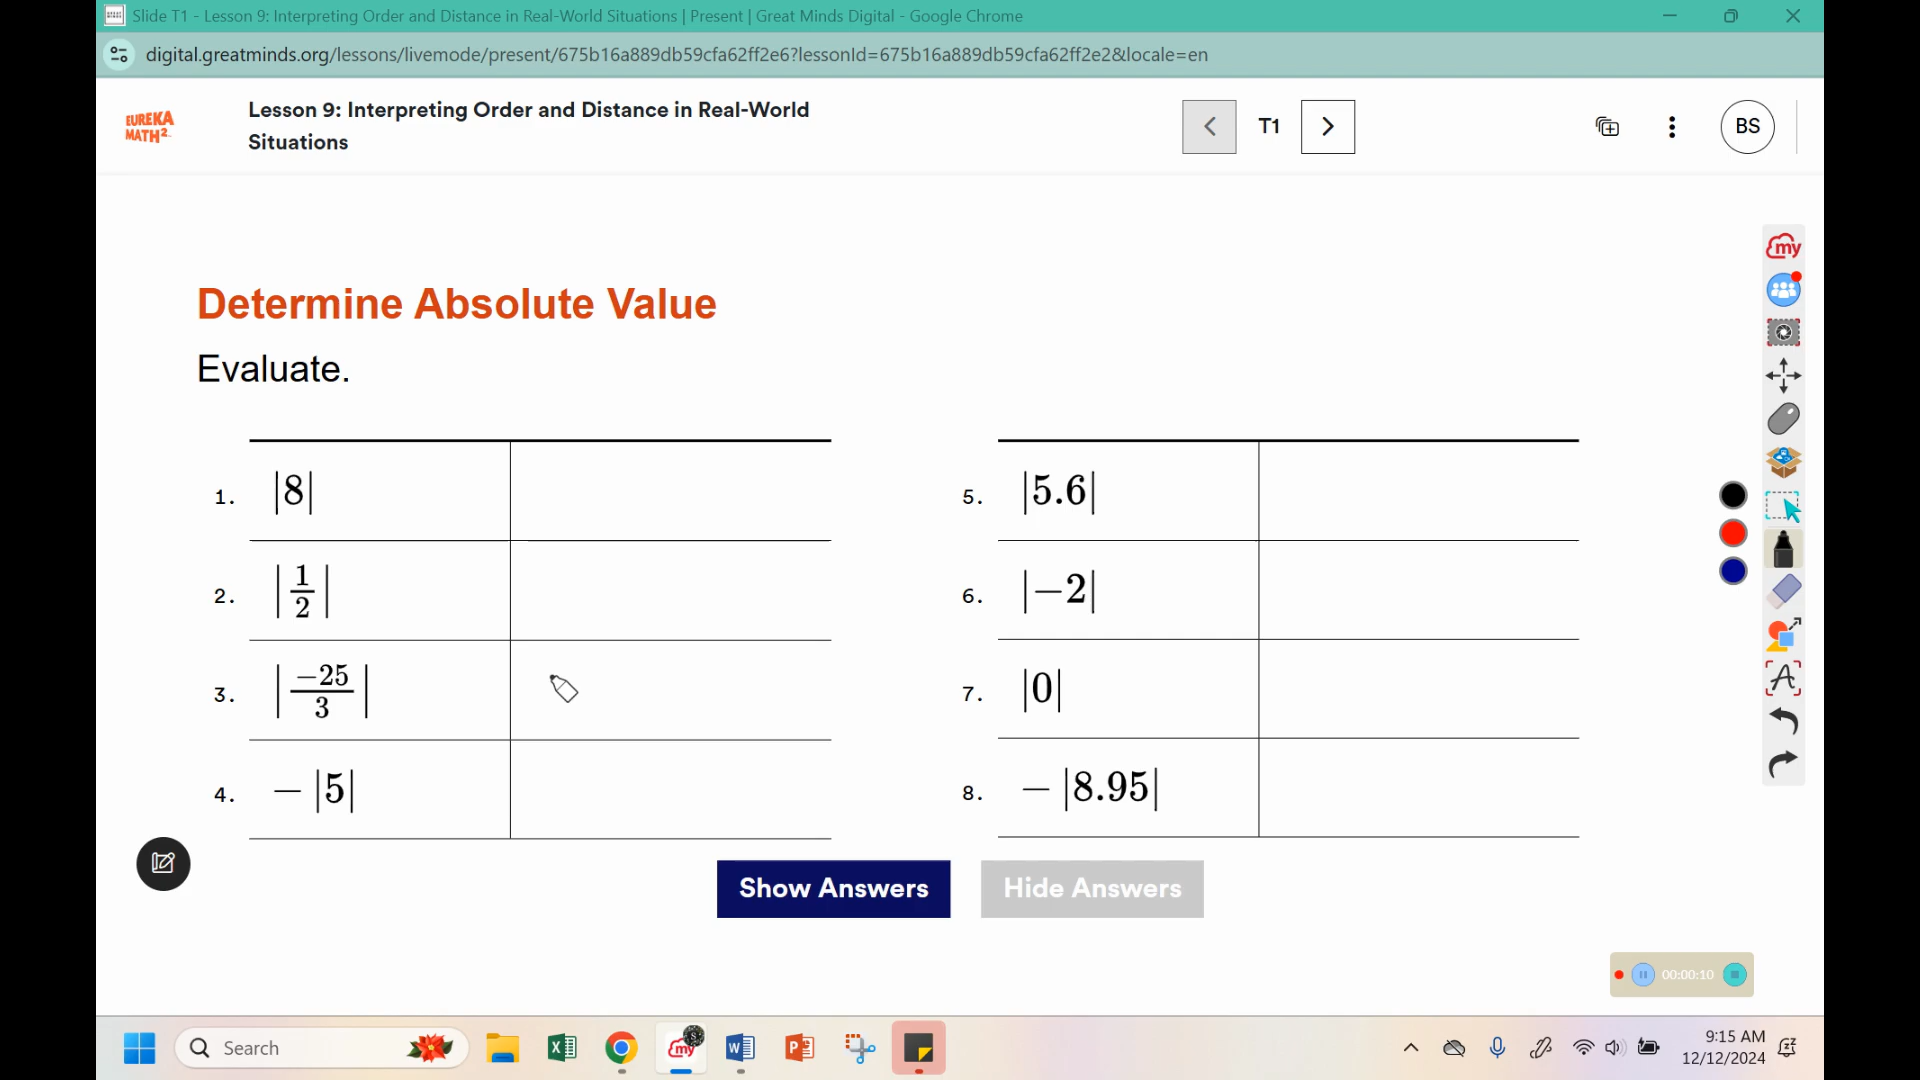 Slide T1 - Lesson 9: Interpreting Order and Distance in Real-World Situations | Present | Great Minds Digital - Google Chrome
digital.greatminds.org/lessons/livemode/present/675b16a889db59cfa62ff2e6?lessonId=675b16a889db59cfa62ff2e2&locale=en
EUREKA
MATH²
Lesson 9: Interpreting Order and Distance in Real-World
Situations
T1
BS
my
Determine Absolute Value
Evaluate.
1. |8|
2. |1/2|
3. |−25/3|
4. − |5|
5. |5.6|
6. |−2|
7. |0|
8. − |8.95|
A
Show Answers
Hide Answers
00:00:10
Search
my
9:15 AM
12/12/2024